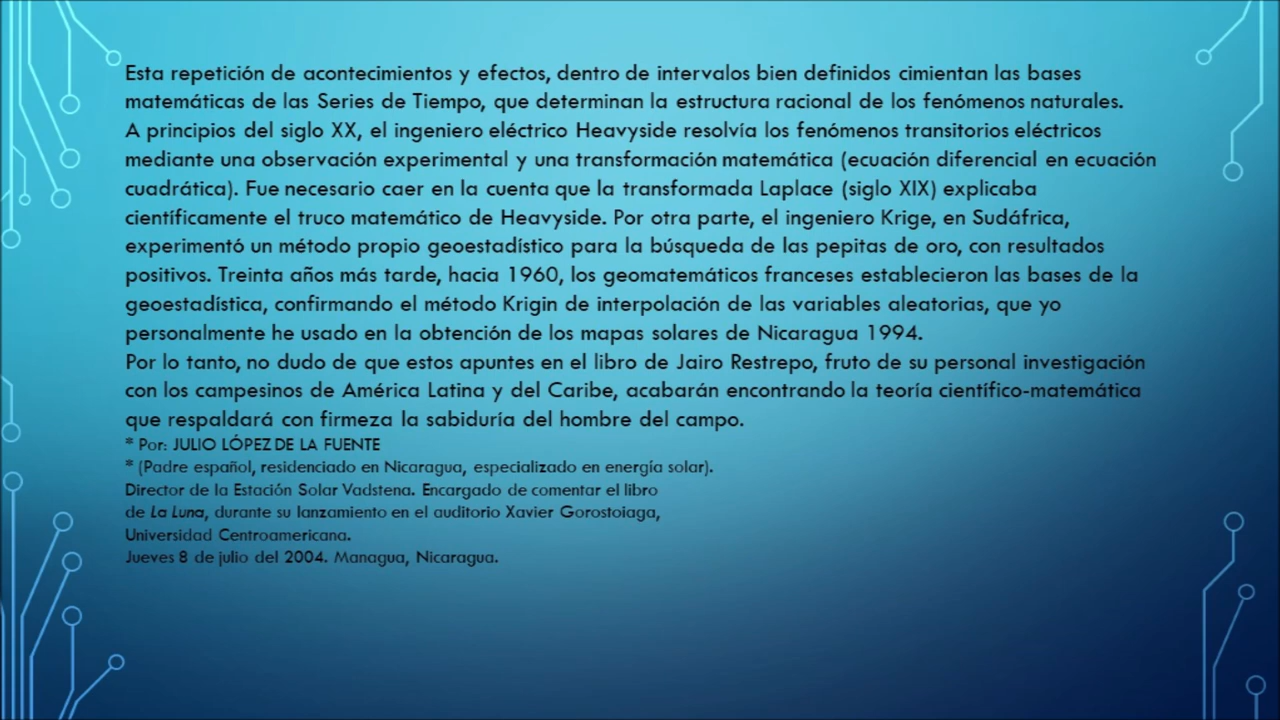 Esta repetición de acontecimientos y efectos, dentro de intervalos bien definidos cimientan las bases
matemáticas de las Series de Tiempo, que determinan la estructura racional de los fenómenos naturales.
A principios del siglo XX, el ingeniero eléctrico Heavyside resolvía los fenómenos transitorios eléctricos
mediante una observación experimental y una transformación matemática (ecuación diferencial en ecuación
cuadrática). Fue necesario caer en la cuenta que la transformada Laplace (siglo XIX) explicaba
científicamente el truco matemático de Heavyside. Por otra parte, el ingeniero Krige, en Sudáfrica,
experimentó un método propio geoestadístico para la búsqueda de las pepitas de oro, con resultados
positivos. Treinta años más tarde, hacia 1960, los geomatemáticos franceses establecieron las bases de la
geoestadística, confirmando el método Krigin de interpolación de las variables aleatorias, que yo
personalmente he usado en la obtención de los mapas solares de Nicaragua 1994.
Por lo tanto, no dudo de que estos apuntes en el libro de Jairo Restrepo, fruto de su personal investigación
con los campesinos de América Latina y del Caribe, acabarán encontrando la teoría científico-matemática
que respaldará con firmeza la sabiduría del hombre del campo.
* Por: JULIO LÓPEZ DE LA FUENTE
* (Padre español, residenciado en Nicaragua, especializado en energía solar).
Director de la Estación Solar Vadstena. Encargado de comentar el libro
de La Luna, durante su lanzamiento en el auditorio Xavier Gorostoiaga,
Universidad Centroamericana.
Jueves 8 de julio del 2004. Managua, Nicaragua.